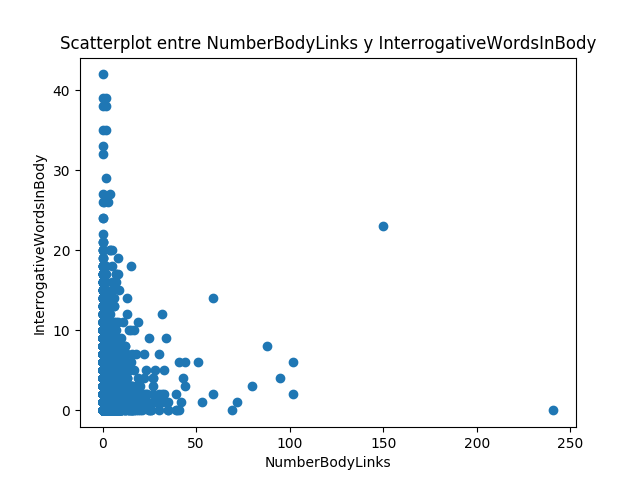 Scatterplot entre NumberBodyLinks y InterrogativeWordsInBody
40
30
20
10
0
InterrogativeWordsInBody
0 50 100 150 200 250
NumberBodyLinks